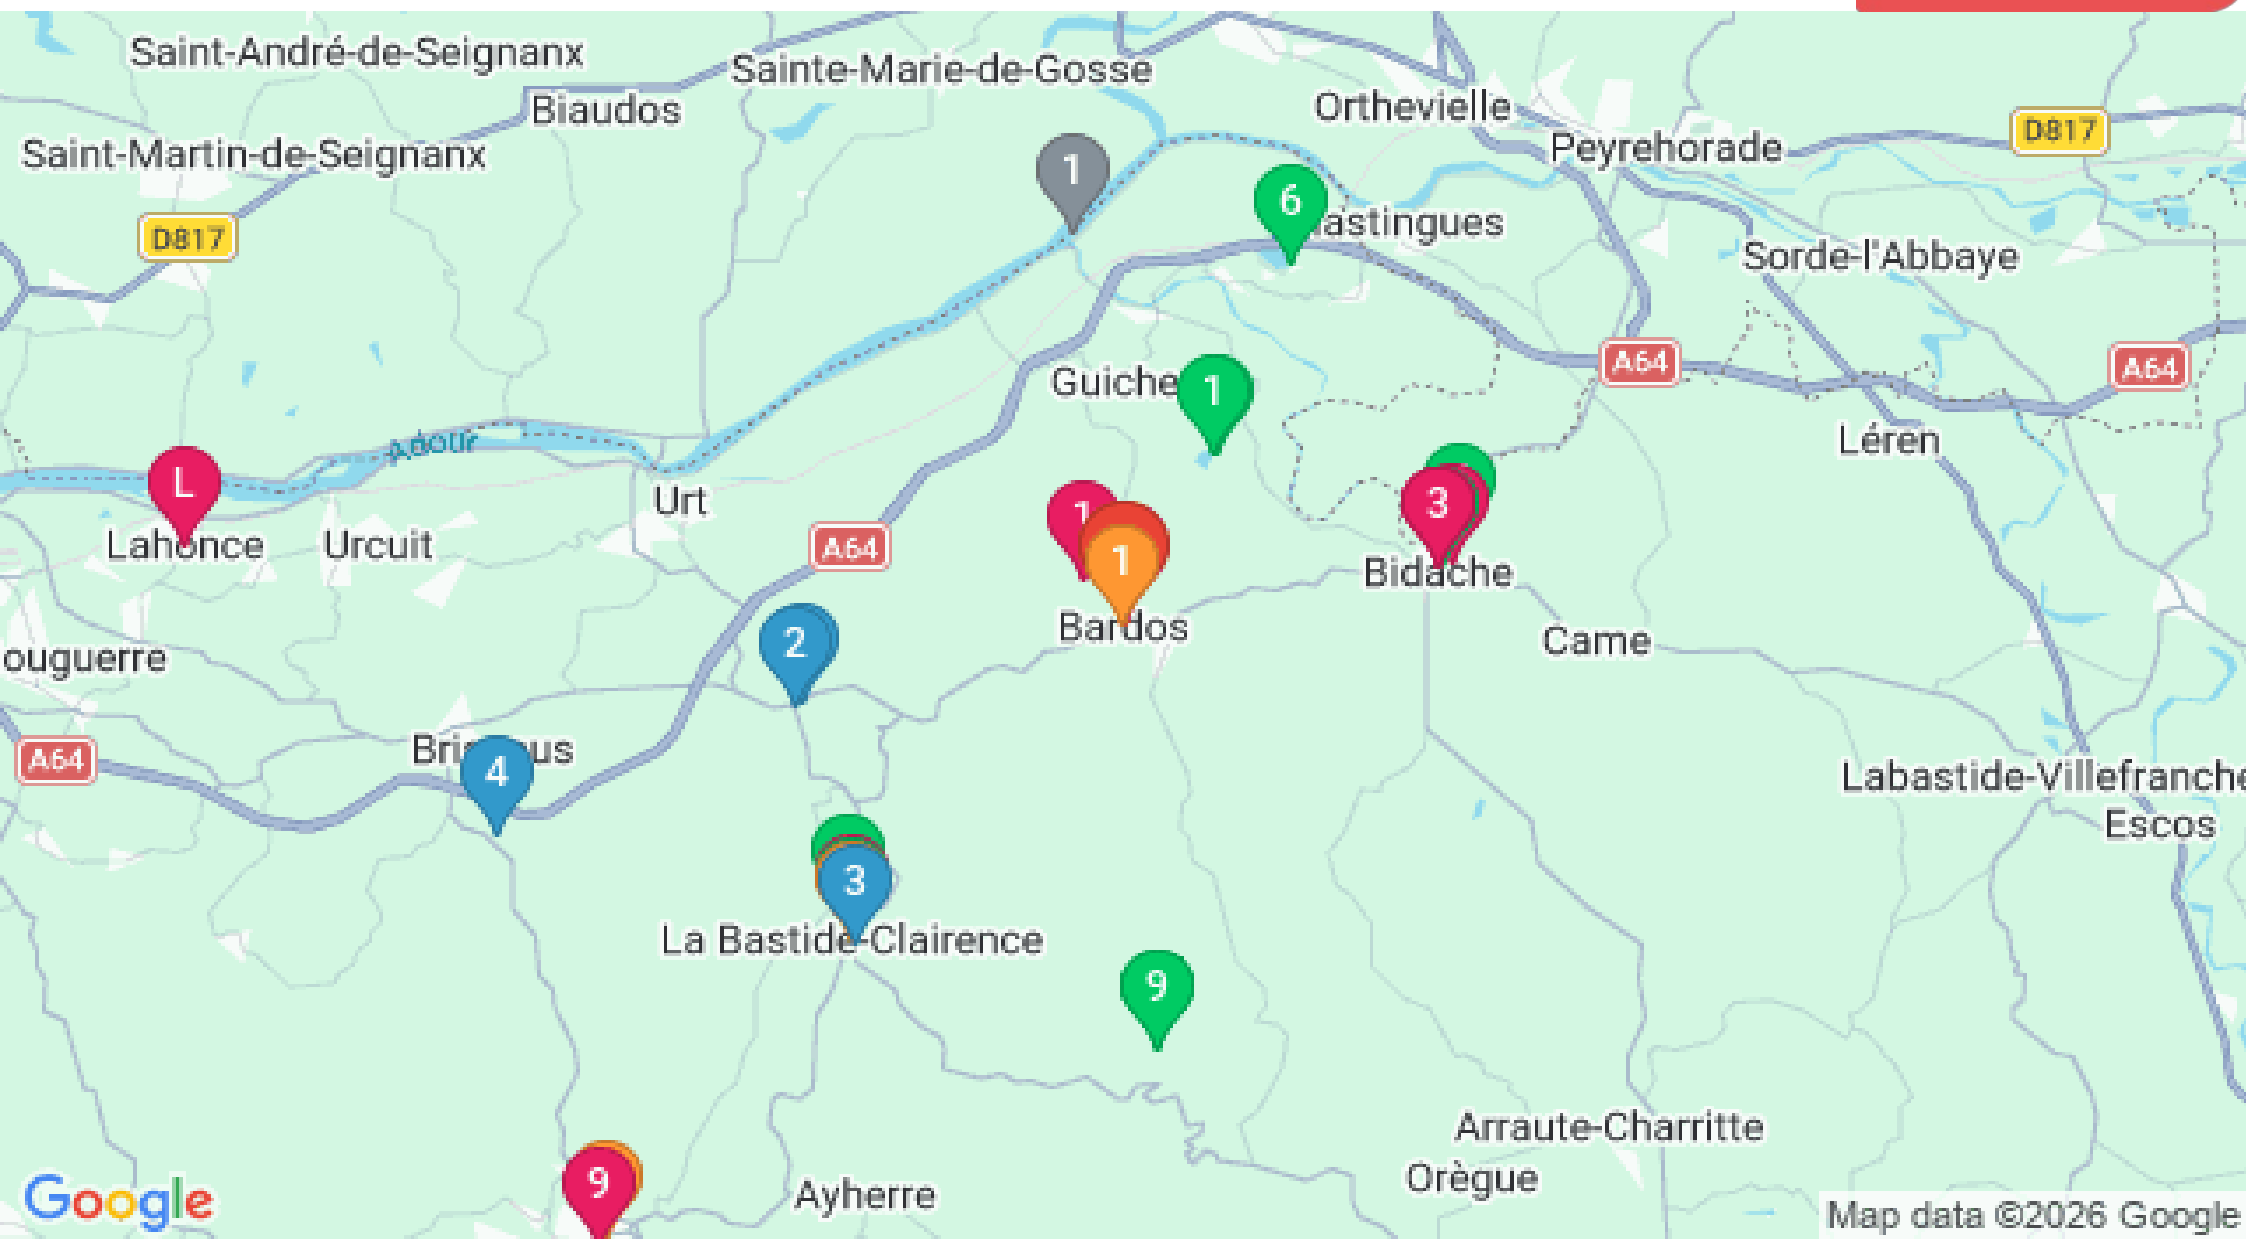 Saint-André-de-Seignanx
Sainte-Marie-de-Gosse
Biaudos
Orthevielle
D817
Saint-Martin-de-Seignanx
Peyrehorade
1
6
astingues
D817
Sorde-l'Abbaye
A64
A64
Guiche
1
Adour
Léren
L
Urt
1
3
Lahonce
Urcuit
A64
1
Bidache
Bardos
Came
2
ouguerre
A64
4
Labastide-Villefranche
Escos
3
La Bastide-Clairence
9
Arraute-Charritte
Orègue
9
Ayherre
Google
Map data ©2026 Google